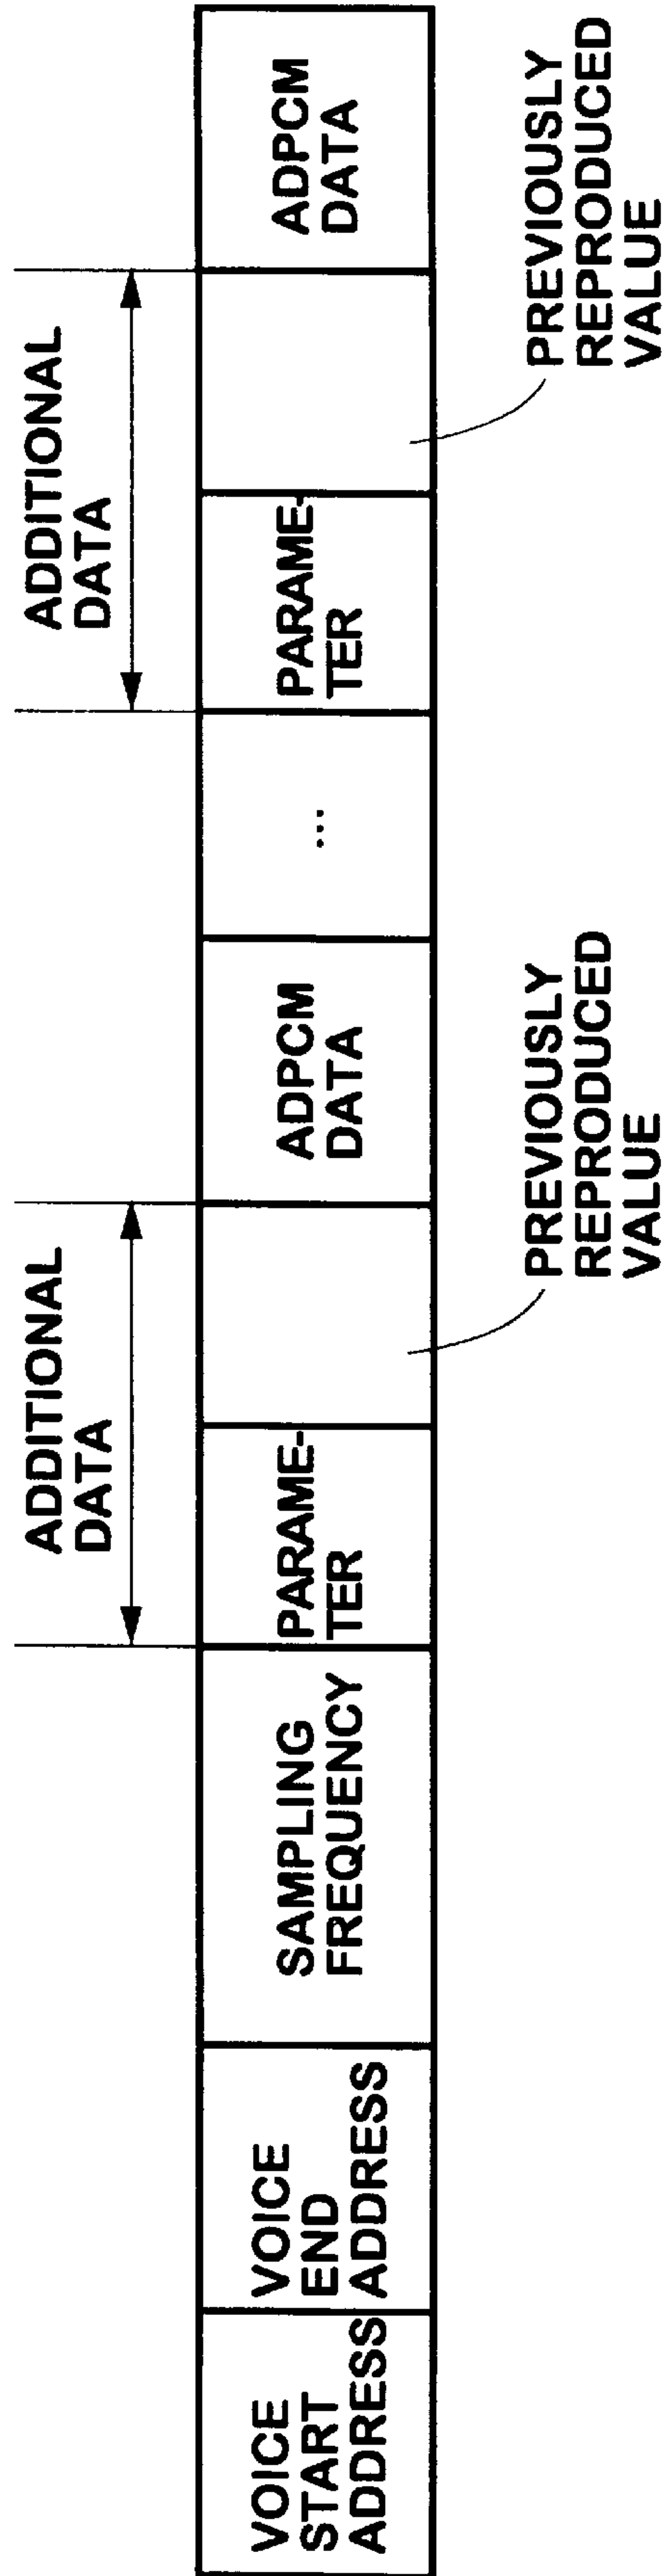 ADDITIONAL
DATA
ADDITIONAL
DATA
VOICE
START
ADDRESS
VOICE
END
ADDRESS
SAMPLING
FREQUENCY
PARAME-
TER
ADPCM
DATA
...
PARAME-
TER
ADPCM
DATA
PREVIOUSLY
REPRODUCED
VALUE
PREVIOUSLY
REPRODUCED
VALUE